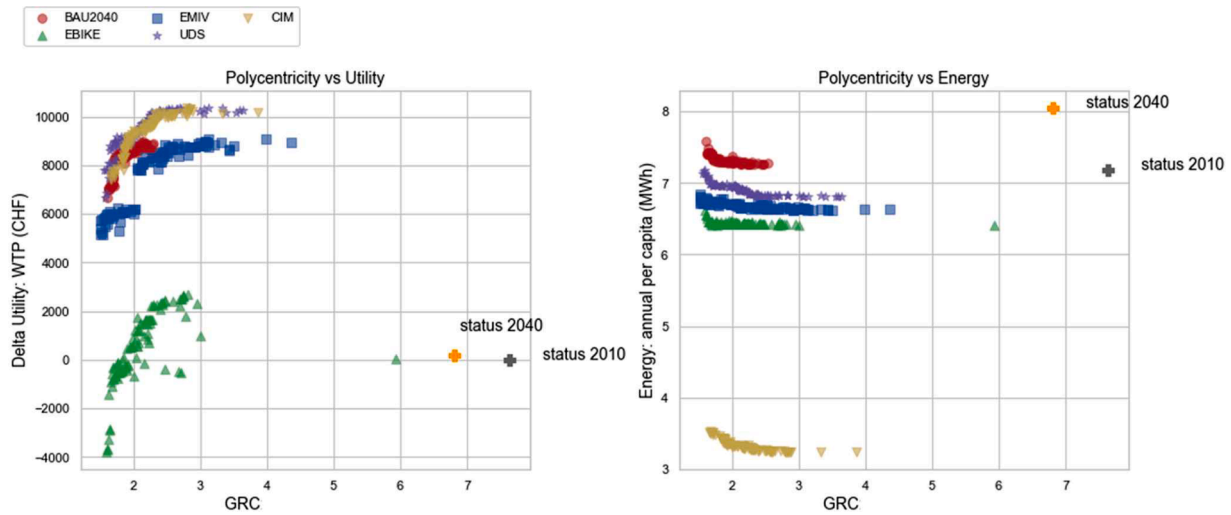 BAU2040 EMIV CIM
EBIKE UDS
Polycentricity vs Utility
Delta Utility: WTP (CHF)
10000
8000
6000
4000
2000
0
−2000
−4000
status 2040
status 2010
2 3 4 5 6 7
GRC
Polycentricity vs Energy
Energy: annual per capita (MWh)
8
7
6
5
4
3
status 2040
status 2010
2 3 4 5 6 7
GRC